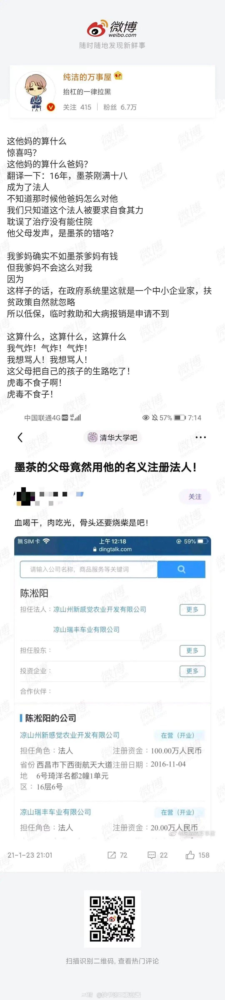 微博
weibo.com
随时随地发现新鲜事
纯洁的万事屋
抬杠的一律拉黑
关注 415 | 粉丝 6.7万
这他妈的算什么
惊喜吗？
这他妈的算什么爸妈？
翻译一下：16年，墨茶刚满十八
成为了法人
不知道那时候他爸妈怎么对他
我们只知道这个法人被要求自食其力
耽误了治疗没有能住院
他父母发声，是墨茶的错咯？
我爹妈确实不如墨茶爹妈有钱
但我爹妈不会这么对我
因为
这样子的话，在政府系统里这就是一个中小企业家，扶
贫政策自然就忽略
所以低保，临时救助和大病报销是申请不到
这算什么，这算什么，这算什么
我气炸！气炸！气炸！
我想骂人！我想骂人！
这父母把自己的孩子的生路吃了！
虎毒不食子啊！
虎毒不食子！
中国联通4G HD 4G 57% 7:14
清华大学吧
墨茶的父母竟然用他的名义注册法人！
关注
血喝干，肉吃光，骨头还要烧柴是吧！
無SIM卡 上午12:18 59%
dingtalk.com
请输入公司名称，商品服务等关键词
陈淞阳
担任法人：凉山州新感觉农业开发有限公司 更多
凉山瑞丰车业有限公司
担任股东： 更多
投资企业： 更多
合作伙伴：
陈淞阳的公司
凉山州新感觉农业开发有限公司 在营（开业）
担任角色：法人 注册资金：100.00万人民币
省份地区：西昌市下西街航天大道6号琦洋名都2幢1单元16层6号 注册日期：2016-11-04
凉山瑞丰车业有限公司 在营（开业）
担任角色：法人 注册资金：20.00万人民币
@纯洁的万事屋
21-1-23 21:01 72 22 158
扫描识别二维码, 查看热门评论